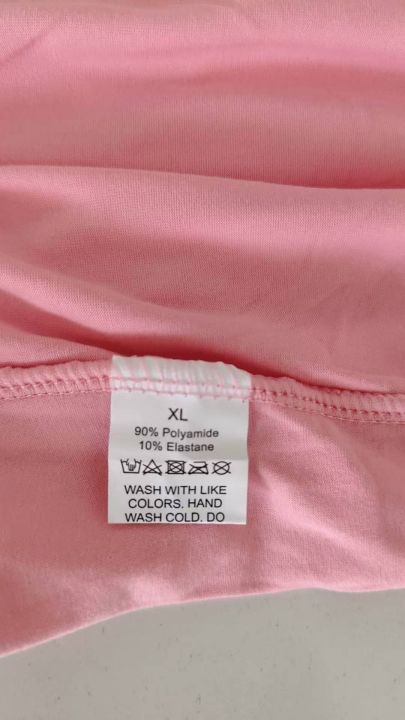 XL
90% Polyamide
10% Elastane
WASH WITH LIKE
COLORS. HAND
WASH COLD. DO